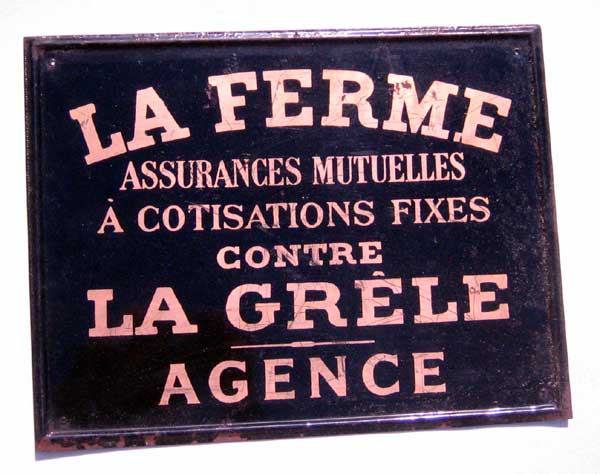 LA FERME
ASSURANCES MUTUELLES
À COTISATIONS FIXES
CONTRE
LA GRÊLE
AGENCE